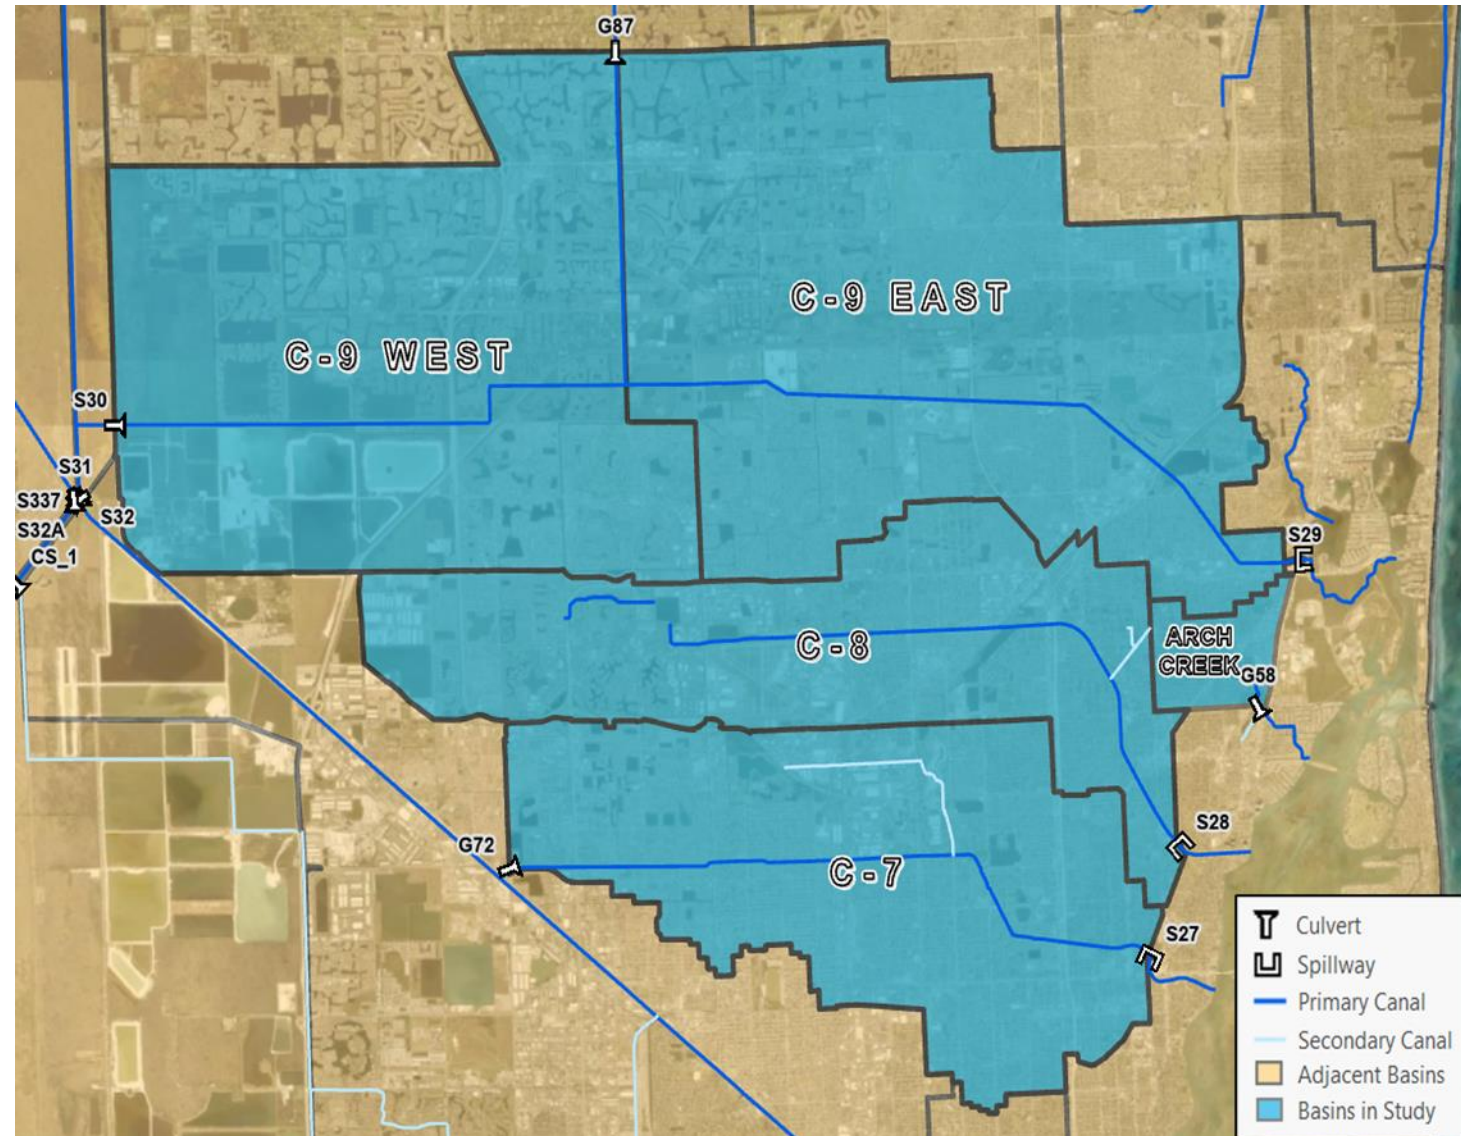 G87
C-9 EAST
C-9 WEST
S30
S31
S337
S32
S32A
CS_1
S29
C-8
ARCH
CREEK
G58
S28
G72
C-7
S27
Culvert
Spillway
Primary Canal
Secondary Canal
Adjacent Basins
Basins in Study